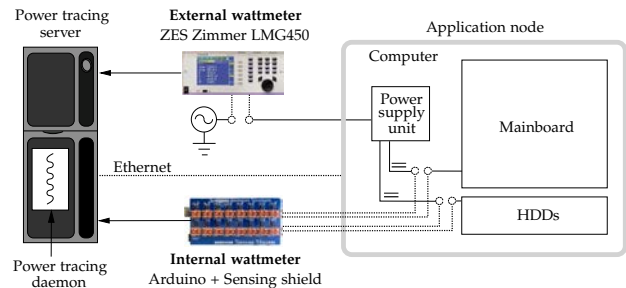 Power tracing
server
External wattmeter
ZES Zimmer LMG450
Application node
Computer
Power
supply
unit
Mainboard
Ethernet
HDDs
Internal wattmeter
Arduino + Sensing shield
Power tracing
daemon